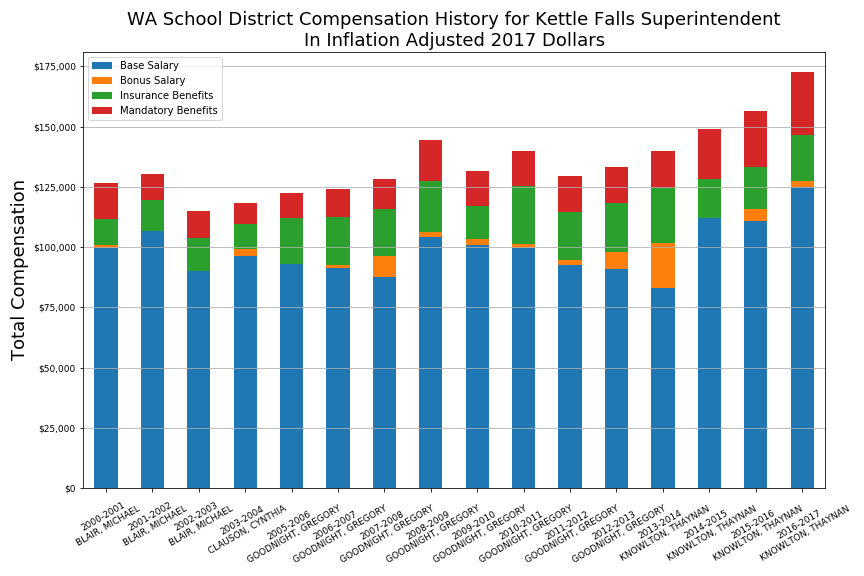 WA School District Compensation History for Kettle Falls Superintendent
In Inflation Adjusted 2017 Dollars
Base Salary
Bonus Salary
Insurance Benefits
Mandatory Benefits
Total Compensation
$175,000
$150,000
$125,000
$100,000
$75,000
$50,000
$25,000
$0
2000-2001
BLAIR, MICHAEL
2001-2002
BLAIR, MICHAEL
2002-2003
BLAIR, MICHAEL
2003-2004
CLAUSON, CYNTHIA
2005-2006
GOODNIGHT, GREGORY
2006-2007
GOODNIGHT, GREGORY
2007-2008
GOODNIGHT, GREGORY
2008-2009
GOODNIGHT, GREGORY
2009-2010
GOODNIGHT, GREGORY
2010-2011
GOODNIGHT, GREGORY
2011-2012
GOODNIGHT, GREGORY
2012-2013
GOODNIGHT, GREGORY
2013-2014
KNOWLTON, THAYNAN
2014-2015
KNOWLTON, THAYNAN
2015-2016
KNOWLTON, THAYNAN
2016-2017
KNOWLTON, THAYNAN